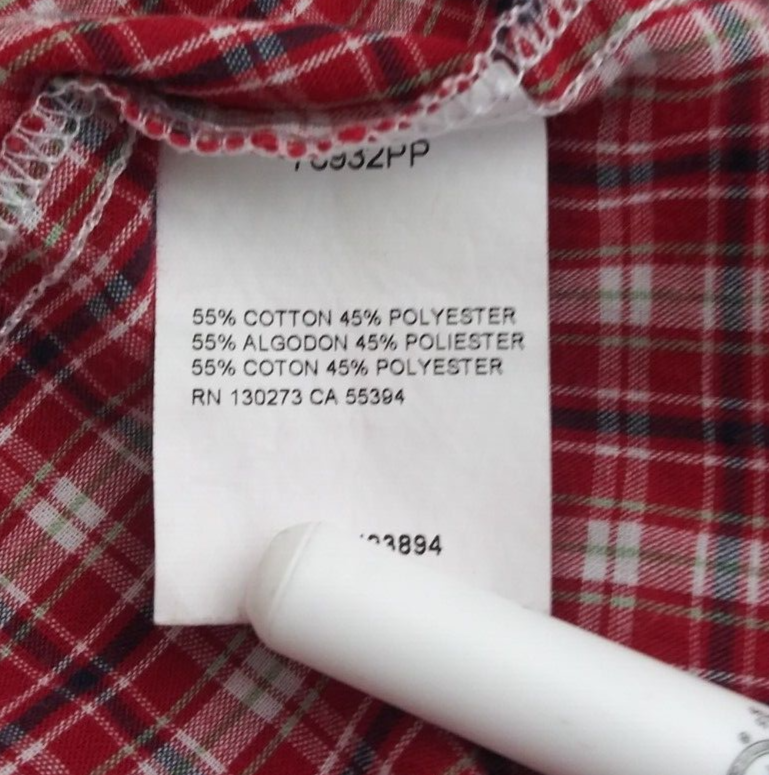 55% COTTON 45% POLYESTER
55% ALGODON 45% POLIESTER
55% COTON 45% POLYESTER
RN 130273 CA 55394